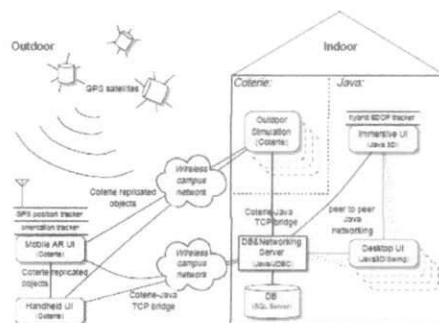 Outdoor
Indoor
GPS satellites
Coterie:
Java:
Outdoor
Simulation
(Coterie)
hybrid 6DOF tracker
Immersive UI
(Java 3D)
Wireless
campus
network
Coterie replicated
objects
Coterie-Java
TCP bridge
peer to peer
Java
networking
GPS position tracker
orientation tracker
Mobile AR UI
(Coterie)
Coterie replicated
objects
Handheld UI
(Coterie)
Wireless
campus
network
Coterie-Java
TCP bridge
DB&Networking
Server
(Java/JDBC)
Desktop UI
(Java3D/Swing)
DB
(SQL Server)